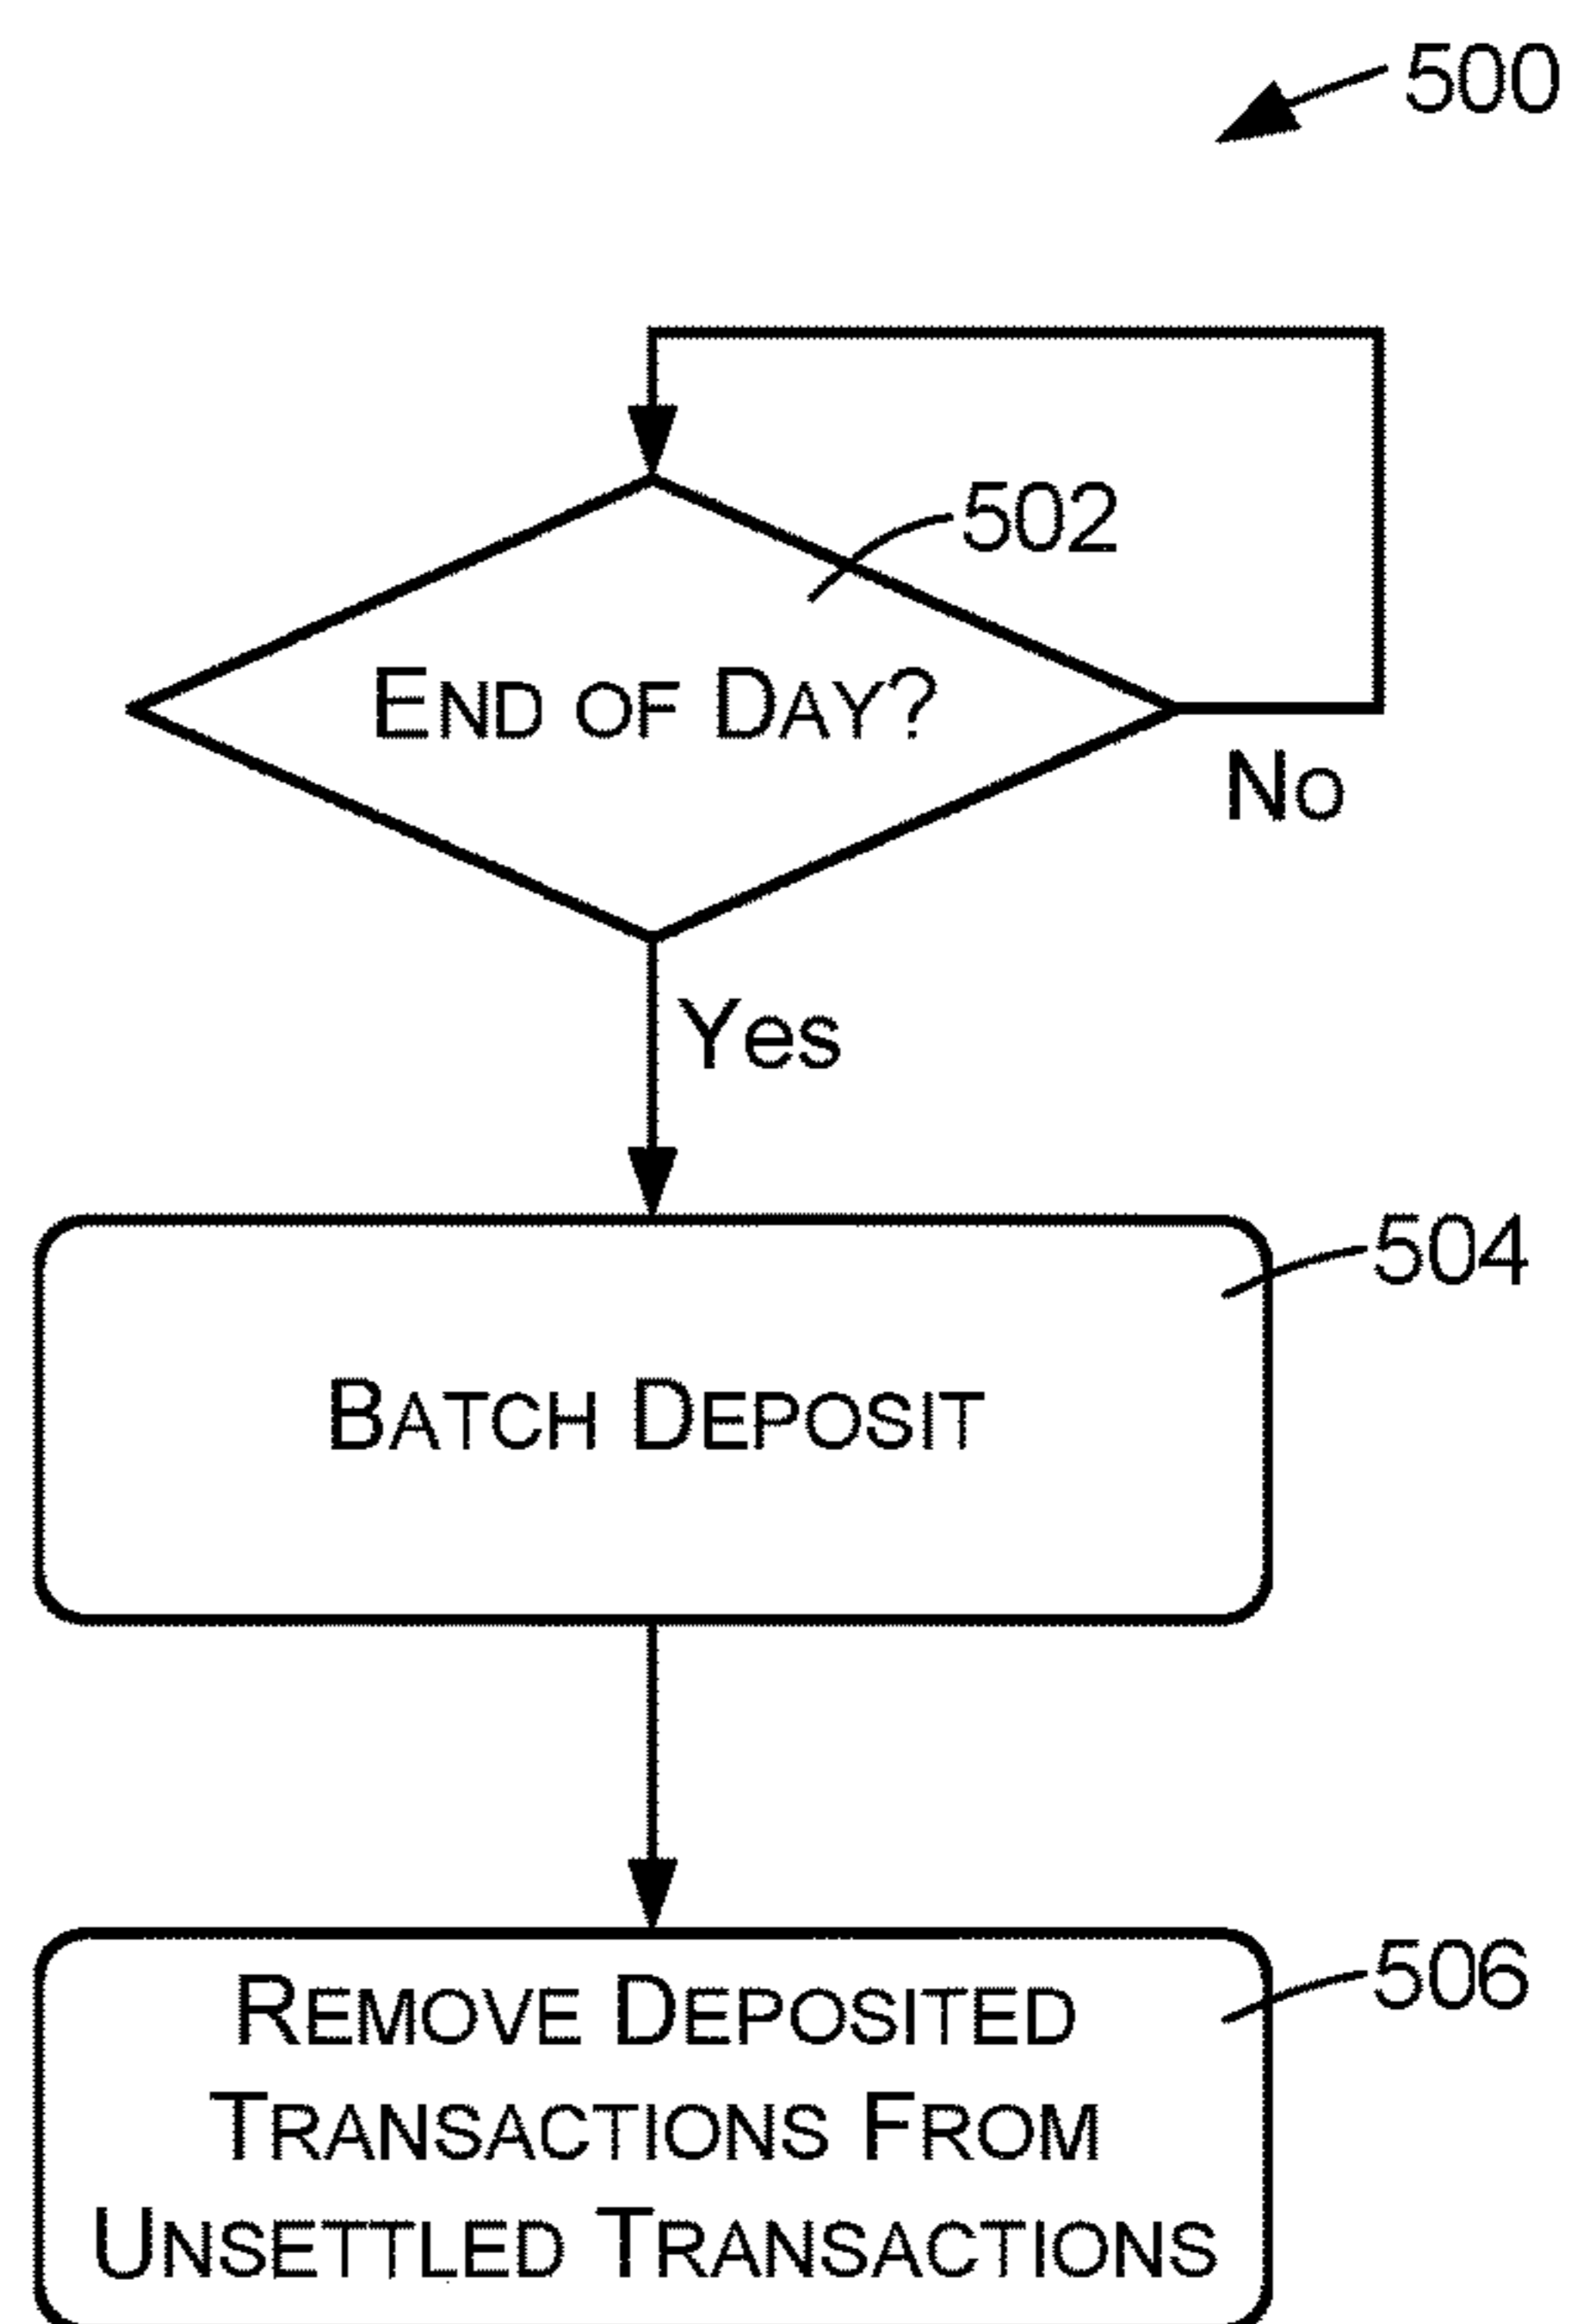 500
502
END OF DAY?
NO
Yes
504
BATCH DEPOSIT
506
REMOVE DEPOSITED
TRANSACTIONS FROM
UNSETTLED TRANSACTIONS